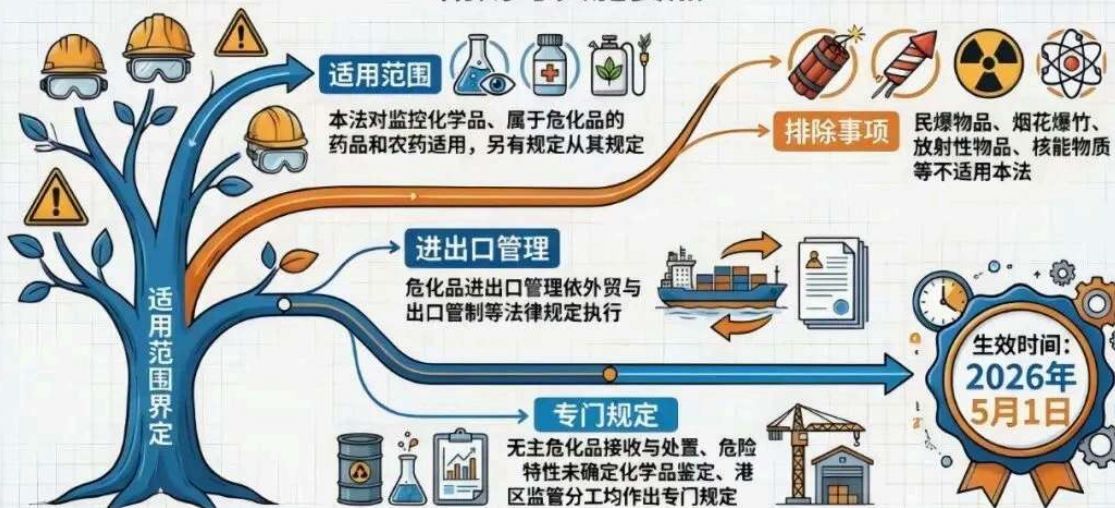 适用范围界定
适用范围
本法对监控化学品、属于危化品的
药品和农药适用，另有规定从其规定
排除事项
民爆物品、烟花爆竹、
放射性物品、核能物质
等不适用本法
进出口管理
危化品进出口管理依外贸与
出口管制等法律规定执行
专门规定
无主危化品接收与处置、危险
特性未确定化学品鉴定、港
区监管分工均作出专门规定
生效时间：
2026年
5月1日